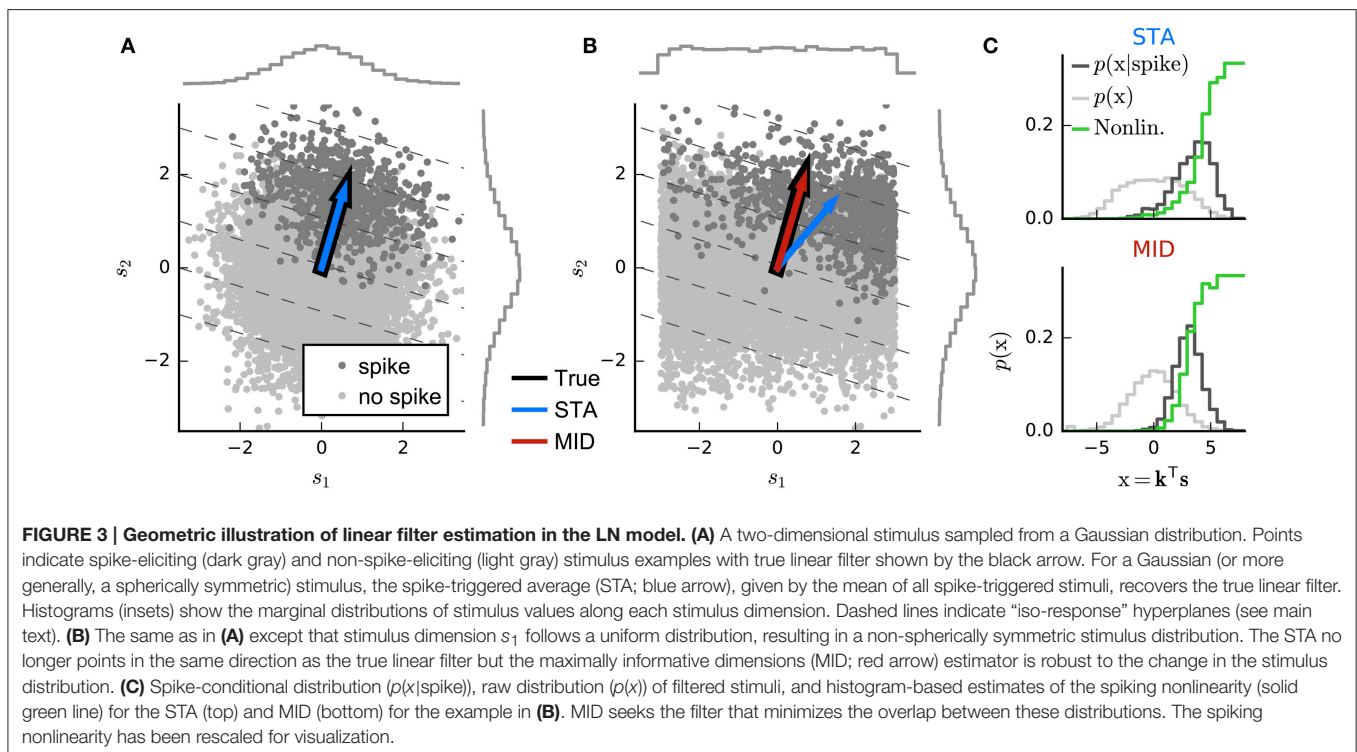 A
B
C
STA
p(x|spike)
p(x)
Nonlin.
0.2
0.0
MID
p(x)
0.2
0.0
−5 0 5
x = kᵀs
s₂
2
0
−2
spike
no spike
−2 0 2
s₁
True
STA
MID
s₂
2
0
−2
−2 0 2
s₁
FIGURE 3 | Geometric illustration of linear filter estimation in the LN model. (A) A two-dimensional stimulus sampled from a Gaussian distribution. Points
indicate spike-eliciting (dark gray) and non-spike-eliciting (light gray) stimulus examples with true linear filter shown by the black arrow. For a Gaussian (or more
generally, a spherically symmetric) stimulus, the spike-triggered average (STA; blue arrow), given by the mean of all spike-triggered stimuli, recovers the true linear filter.
Histograms (insets) show the marginal distributions of stimulus values along each stimulus dimension. Dashed lines indicate “iso-response” hyperplanes (see main
text). (B) The same as in (A) except that stimulus dimension s₁ follows a uniform distribution, resulting in a non-spherically symmetric stimulus distribution. The STA no
longer points in the same direction as the true linear filter but the maximally informative dimensions (MID; red arrow) estimator is robust to the change in the stimulus
distribution. (C) Spike-conditional distribution (p(x|spike)), raw distribution (p(x)) of filtered stimuli, and histogram-based estimates of the spiking nonlinearity (solid
green line) for the STA (top) and MID (bottom) for the example in (B). MID seeks the filter that minimizes the overlap between these distributions. The spiking
nonlinearity has been rescaled for visualization.